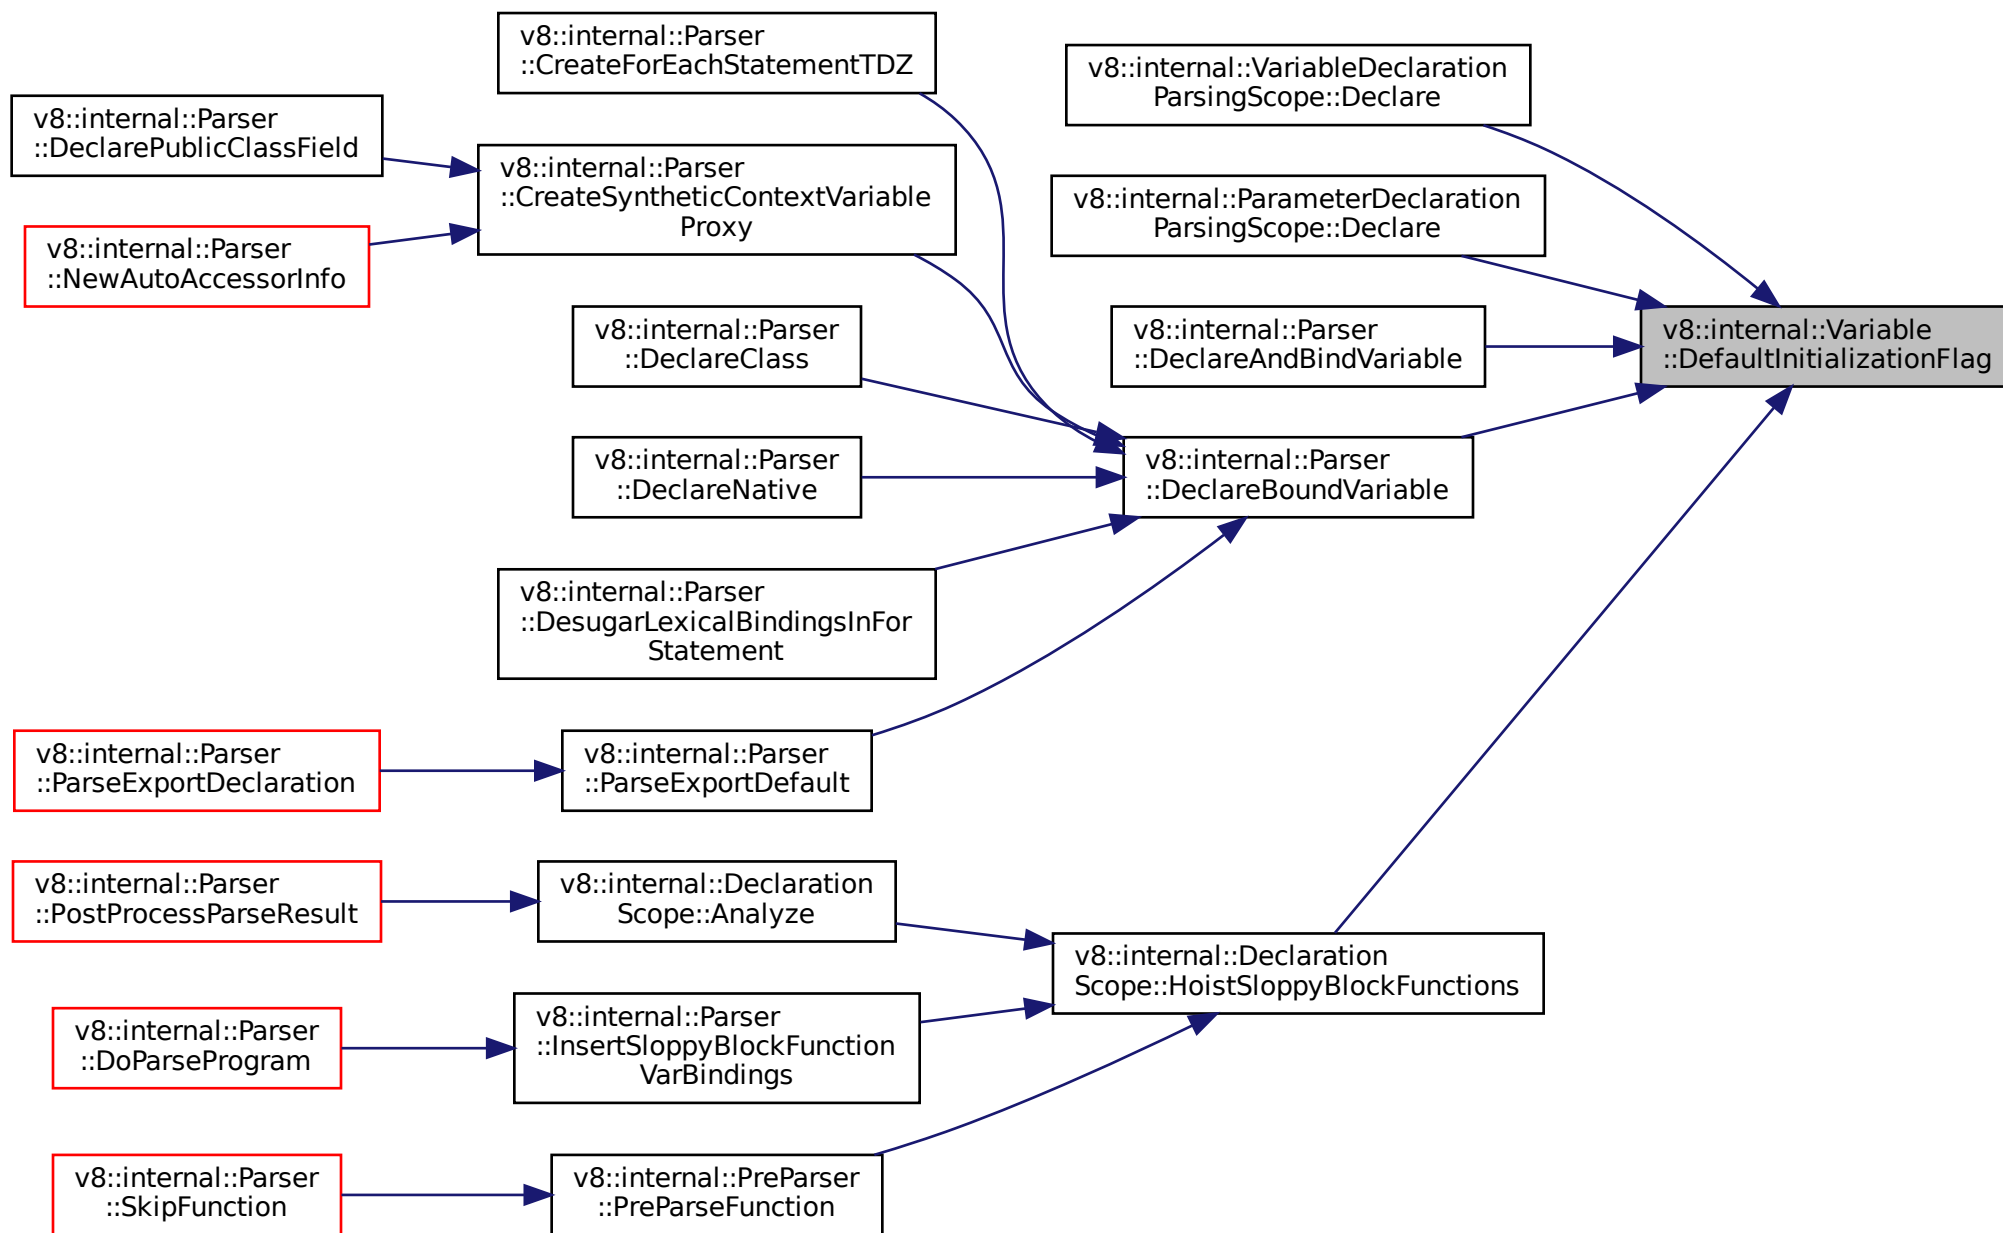 v8::internal::Parser
::CreateForEachStatementTDZ
v8::internal::VariableDeclaration
ParsingScope::Declare
v8::internal::Parser
::DeclarePublicClassField
v8::internal::Parser
::CreateSyntheticContextVariable
Proxy
v8::internal::ParameterDeclaration
ParsingScope::Declare
v8::internal::Parser
::NewAutoAccessorInfo
v8::internal::Parser
::DeclareClass
v8::internal::Parser
::DeclareAndBindVariable
v8::internal::Variable
::DefaultInitializationFlag
v8::internal::Parser
::DeclareNative
v8::internal::Parser
::DeclareBoundVariable
v8::internal::Parser
::DesugarLexicalBindingsInFor
Statement
v8::internal::Parser
::ParseExportDeclaration
v8::internal::Parser
::ParseExportDefault
v8::internal::Parser
::PostProcessParseResult
v8::internal::Declaration
Scope::Analyze
v8::internal::Declaration
Scope::HoistSloppyBlockFunctions
v8::internal::Parser
::DoParseProgram
v8::internal::Parser
::InsertSloppyBlockFunction
VarBindings
v8::internal::Parser
::SkipFunction
v8::internal::PreParser
::PreParseFunction